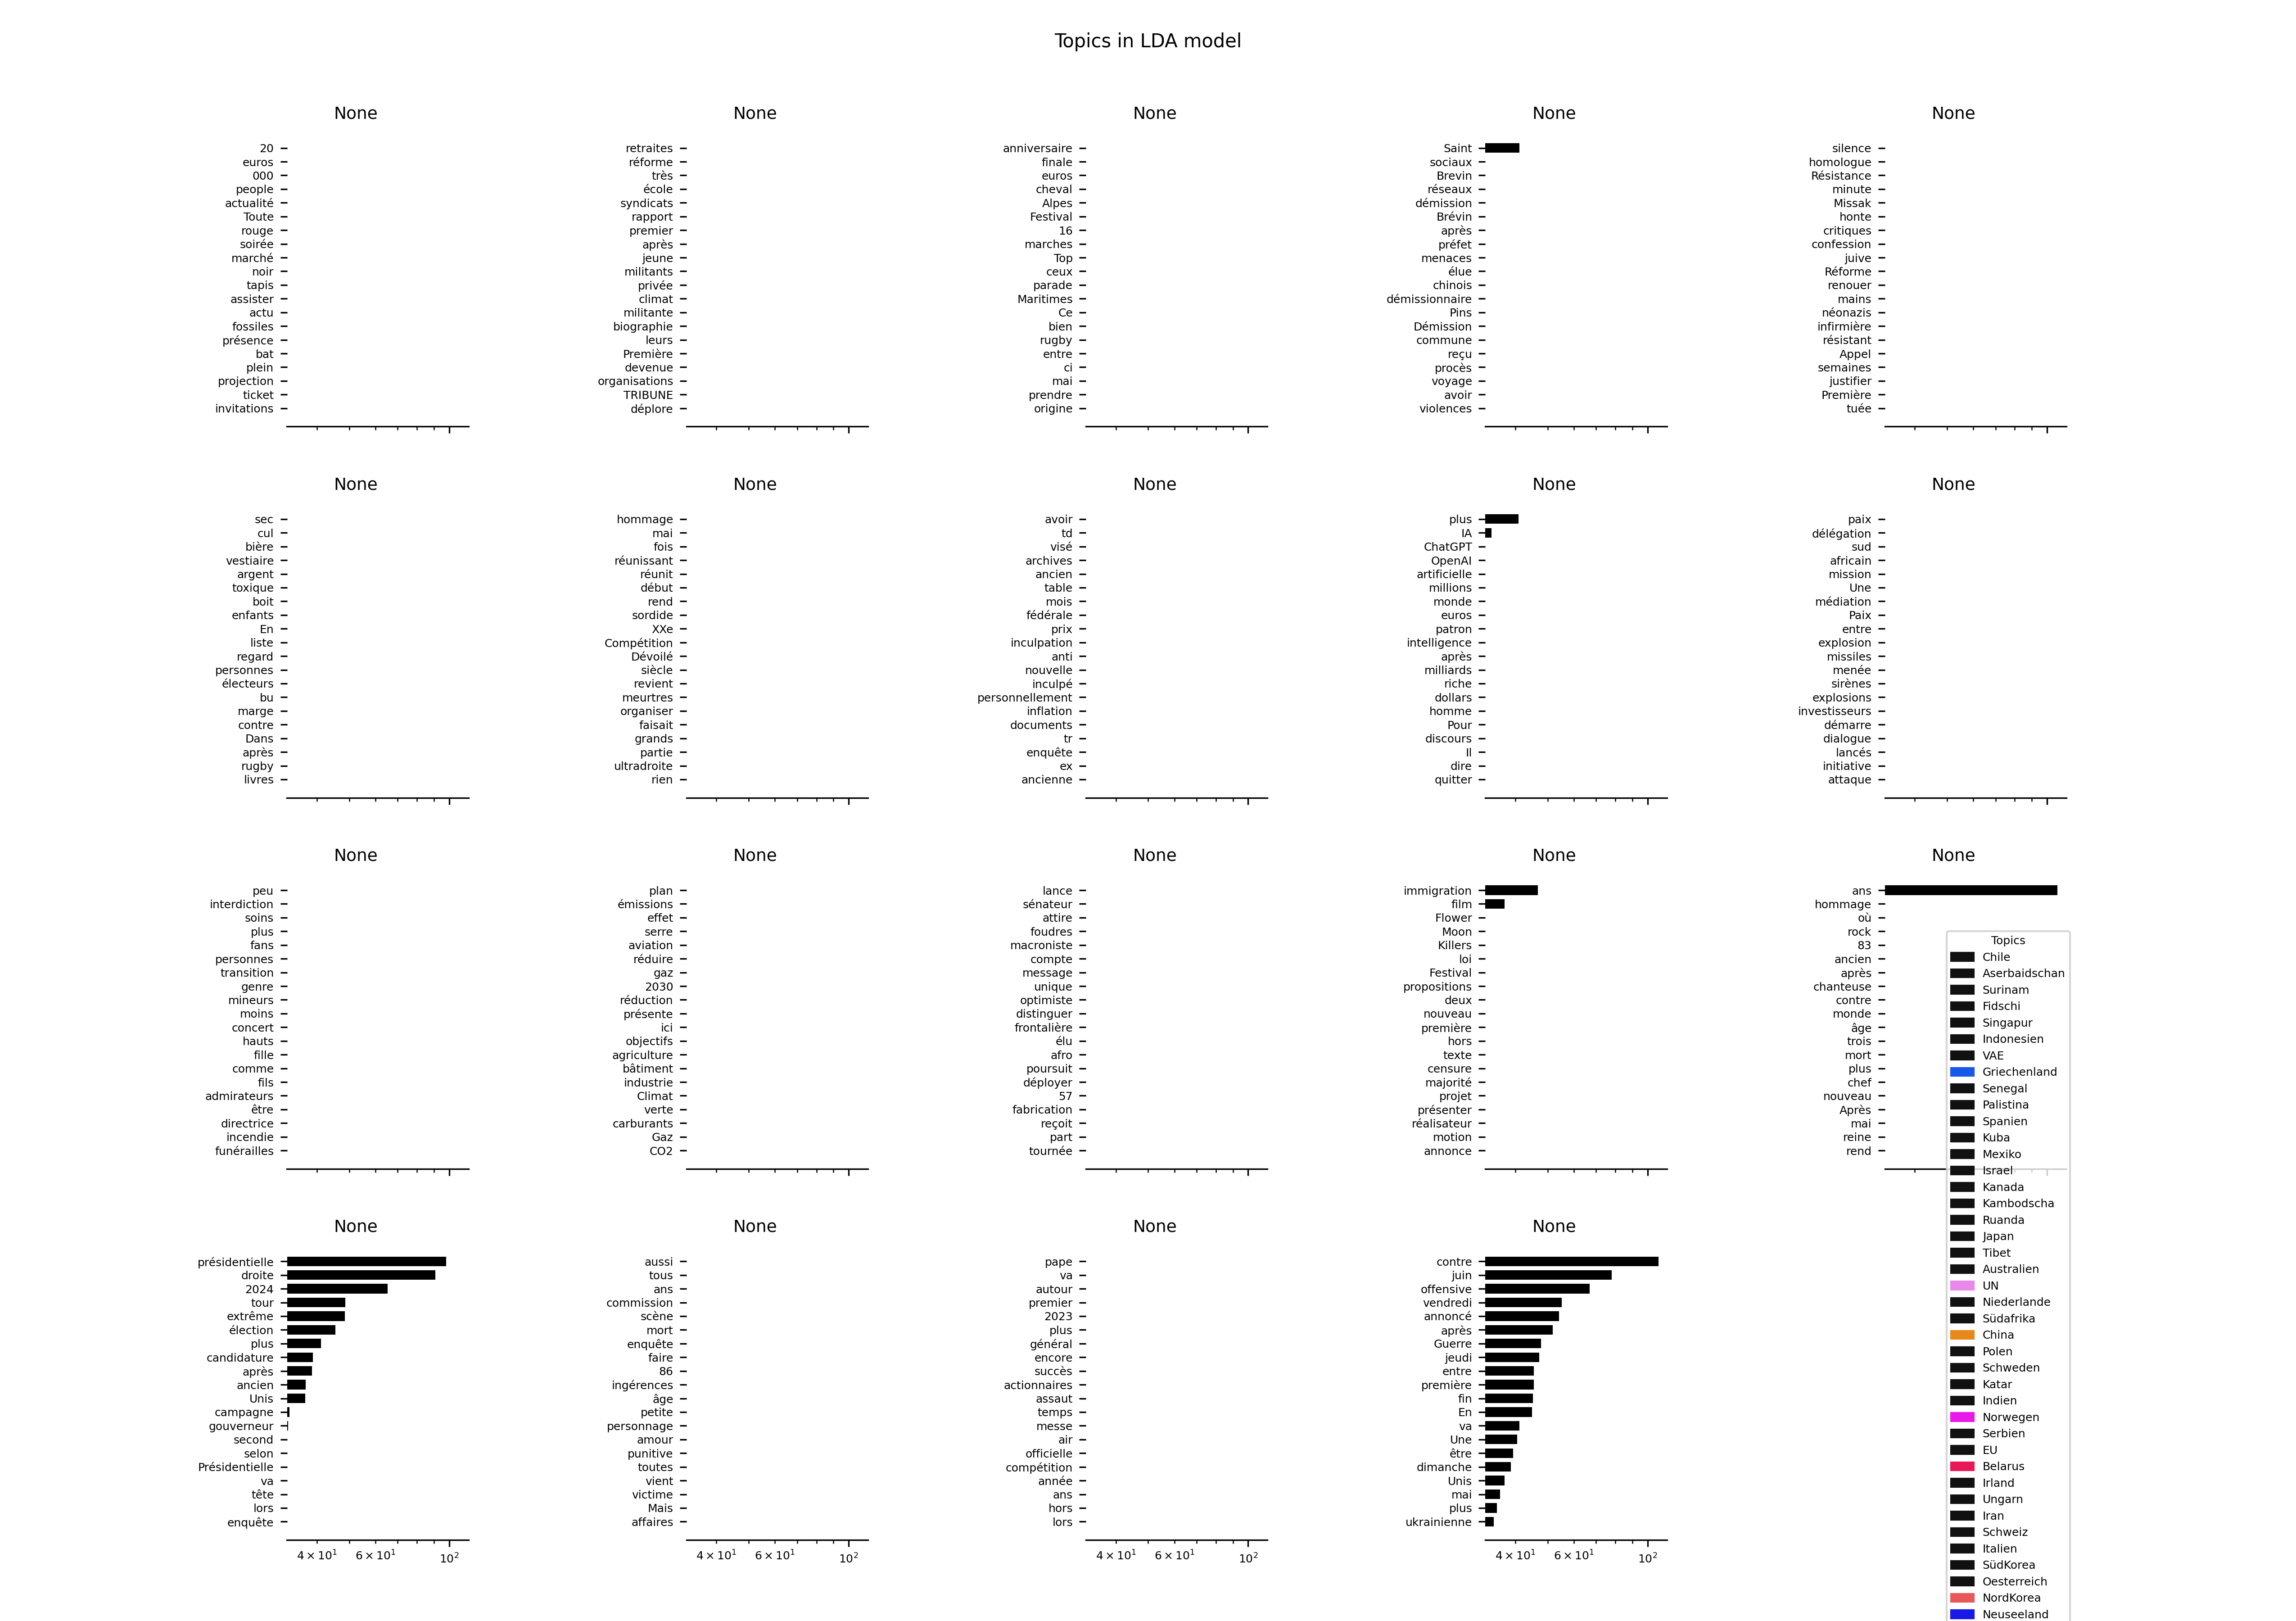 Topics in LDA model
None
20
euros
000
people
actualité
Toute
rouge
soirée
marché
noir
tapis
assister
actu
fossiles
présence
bat
plein
projection
ticket
invitations
None
retraites
réforme
très
école
syndicats
rapport
premier
après
jeune
militants
privée
climat
militante
biographie
leurs
Première
devenue
organisations
TRIBUNE
déplore
None
anniversaire
finale
euros
cheval
Alpes
Festival
16
marches
Top
ceux
parade
Maritimes
Ce
bien
rugby
entre
ci
mai
prendre
origine
None
Saint
sociaux
Brevin
réseaux
démission
Brévin
après
préfet
menaces
élue
chinois
démissionnaire
Pins
Démission
commune
reçu
procès
voyage
avoir
violences
None
silence
homologue
Résistance
minute
Missak
honte
critiques
confession
juive
Réforme
renouer
mains
néonazis
infirmière
résistant
Appel
semaines
justifier
Première
tuée
None
sec
cul
bière
vestiaire
argent
toxique
boit
enfants
En
liste
regard
personnes
électeurs
bu
marge
contre
Dans
après
rugby
livres
None
hommage
mai
fois
réunissant
réunit
début
rend
sordide
XXe
Compétition
Dévoilé
siècle
revient
meurtres
organiser
faisait
grands
partie
ultradroite
rien
None
avoir
td
visé
archives
ancien
table
mois
fédérale
prix
inculpation
anti
nouvelle
inculpé
personnellement
inflation
documents
tr
enquête
ex
ancienne
None
plus
IA
ChatGPT
OpenAI
artificielle
millions
monde
euros
patron
intelligence
après
milliards
riche
dollars
homme
Pour
discours
Il
dire
quitter
None
paix
délégation
sud
africain
mission
Une
médiation
Paix
entre
explosion
missiles
menée
sirènes
explosions
investisseurs
démarre
dialogue
lancés
initiative
attaque
None
peu
interdiction
soins
plus
fans
personnes
transition
genre
mineurs
moins
concert
hauts
fille
comme
fils
admirateurs
être
directrice
incendie
funérailles
None
plan
émissions
effet
serre
aviation
réduire
gaz
2030
réduction
présente
ici
objectifs
agriculture
bâtiment
industrie
Climat
verte
carburants
Gaz
CO2
None
lance
sénateur
attire
foudres
macroniste
compte
message
unique
optimiste
distinguer
frontalière
élu
afro
poursuit
déployer
57
fabrication
reçoit
part
tournée
None
immigration
film
Flower
Moon
Killers
loi
Festival
propositions
deux
nouveau
première
hors
texte
censure
majorité
projet
présenter
réalisateur
motion
annonce
None
ans
hommage
où
rock
83
ancien
après
chanteuse
contre
monde
âge
trois
mort
plus
chef
nouveau
Après
mai
reine
rend
None
présidentielle
droite
2024
tour
extrême
élection
plus
candidature
après
ancien
Unis
campagne
gouverneur
second
selon
Présidentielle
va
tête
lors
enquête
4 × 10¹ 6 × 10¹ 10²
None
aussi
tous
ans
commission
scène
mort
enquête
faire
86
ingérences
âge
petite
personnage
amour
punitive
toutes
vient
victime
Mais
affaires
4 × 10¹ 6 × 10¹ 10²
None
pape
va
autour
premier
2023
plus
général
encore
succès
actionnaires
assaut
temps
messe
air
officielle
compétition
année
ans
hors
lors
4 × 10¹ 6 × 10¹ 10²
None
contre
juin
offensive
vendredi
annoncé
après
Guerre
jeudi
entre
première
fin
En
va
Une
être
dimanche
Unis
mai
plus
ukrainienne
4 × 10¹ 6 × 10¹ 10²
Topics
Chile
Aserbaidschan
Surinam
Fidschi
Singapur
Indonesien
VAE
Griechenland
Senegal
Palistina
Spanien
Kuba
Mexiko
Israel
Kanada
Kambodscha
Ruanda
Japan
Tibet
Australien
UN
Niederlande
Südafrika
China
Polen
Schweden
Katar
Indien
Norwegen
Serbien
EU
Belarus
Irland
Ungarn
Iran
Schweiz
Italien
SüdKorea
Oesterreich
NordKorea
Neuseeland